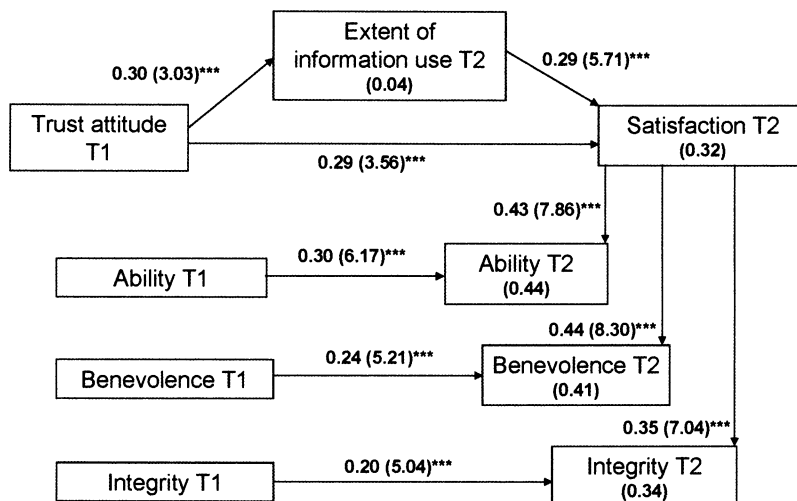 Extent of
information use T2
(0.04)
0.30 (3.03)***
0.29 (5.71)***
Trust attitude
T1
Satisfaction T2
(0.32)
0.29 (3.56)***
0.43 (7.86)***
Ability T1
0.30 (6.17)***
Ability T2
(0.44)
0.44 (8.30)***
Benevolence T1
0.24 (5.21)***
Benevolence T2
(0.41)
0.35 (7.04)***
Integrity T1
0.20 (5.04)***
Integrity T2
(0.34)